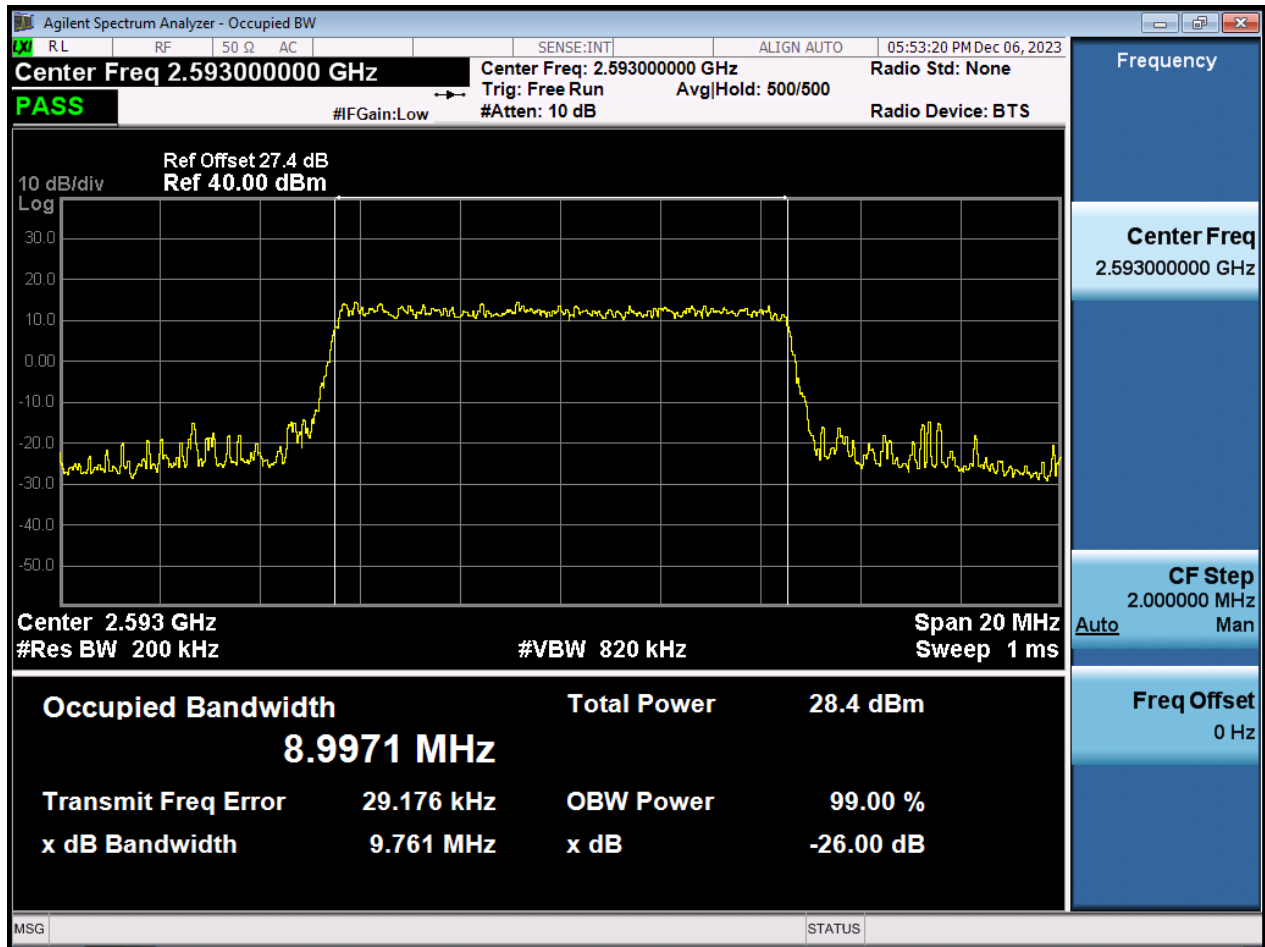 Agilent Spectrum Analyzer - Occupied BW
LXI RL RF 50 Ω AC SENSE:INT ALIGN AUTO 05:53:20 PM Dec 06, 2023
Center Freq 2.593000000 GHz
Center Freq: 2.593000000 GHz
Radio Std: None
Trig: Free Run
Avg|Hold: 500/500
PASS
#IFGain:Low
#Atten: 10 dB
Radio Device: BTS
Ref Offset 27.4 dB
10 dB/div
Ref 40.00 dBm
Log
30.0
20.0
10.0
0.00
-10.0
-20.0
-30.0
-40.0
-50.0
Center 2.593 GHz
Span 20 MHz
#Res BW 200 kHz
#VBW 820 kHz
Sweep 1 ms
Occupied Bandwidth
Total Power 28.4 dBm
8.9971 MHz
Transmit Freq Error 29.176 kHz
OBW Power 99.00 %
x dB Bandwidth 9.761 MHz
x dB -26.00 dB
MSG
STATUS
Frequency
Center Freq
2.593000000 GHz
CF Step
2.000000 MHz
Auto Man
Freq Offset
0 Hz